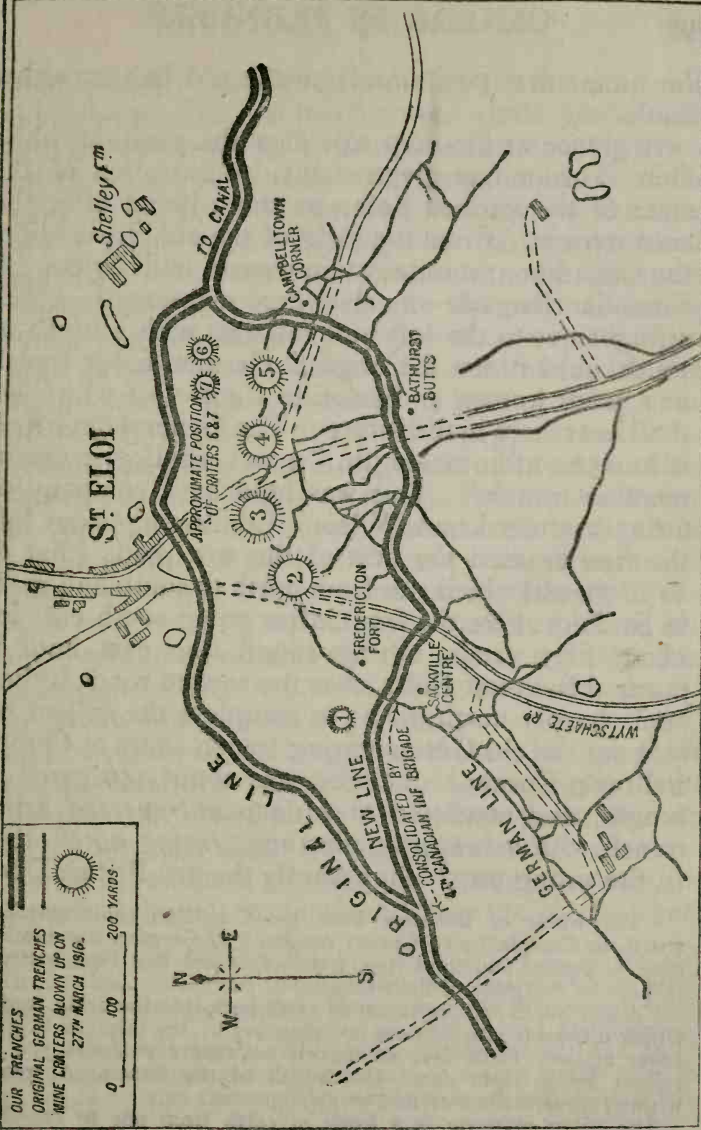 OUR TRENCHES
ORIGINAL GERMAN TRENCHES
MINE CRATERS BLOWN UP ON
27TH MARCH 1916.
0 100 200 YARDS.
N
W E
S
ST ELOI
Shelley Fm
TO CANAL
CAMPBELLTOWN
CORNER
APPROXIMATE POSITION
OF CRATERS 6&7
7 6
5
4
3
2
1
BATHURST
BUTTS
FREDERICTON
FORT
SACKVILLE
CENTRE
ORIGINAL LINE
NEW LINE
CONSOLIDATED BY
4TH CANADIAN INF BRIGADE
GERMAN LINE
WYTSCHAETE RD